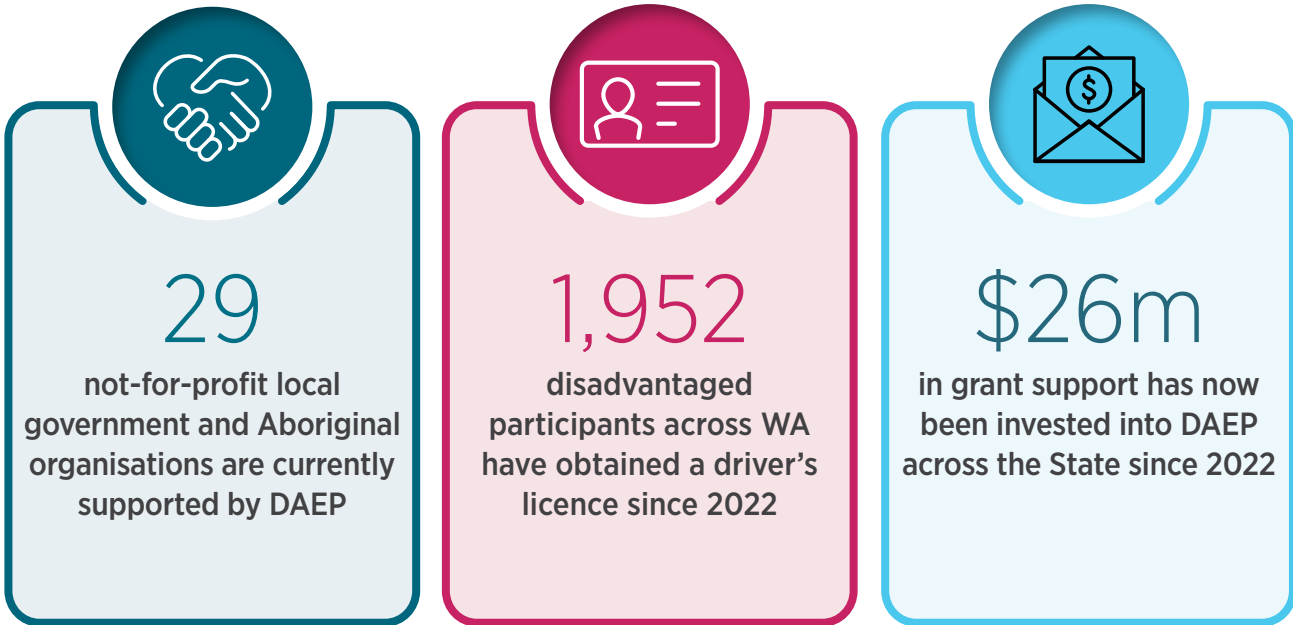 29
not-for-profit local
government and Aboriginal
organisations are currently
supported by DAEP
1,952
disadvantaged
participants across WA
have obtained a driver's
licence since 2022
$
$26m
in grant support has now
been invested into DAEP
across the State since 2022